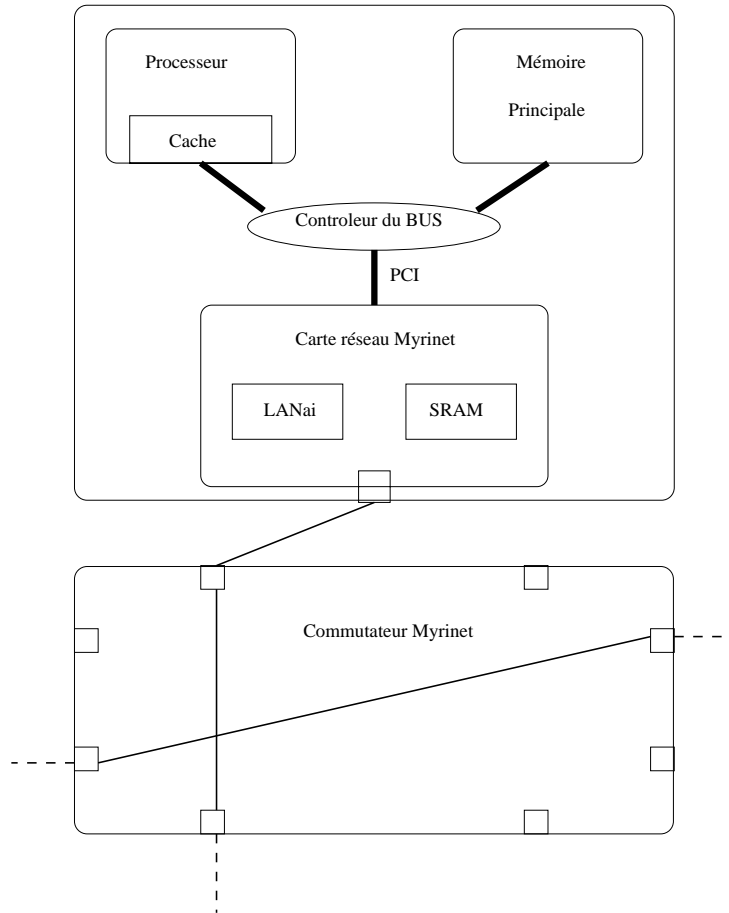 Processeur
Mémoire
Principale
Cache
Controleur du BUS
PCI
Carte réseau Myrinet
LANai
SRAM
Commutateur Myrinet